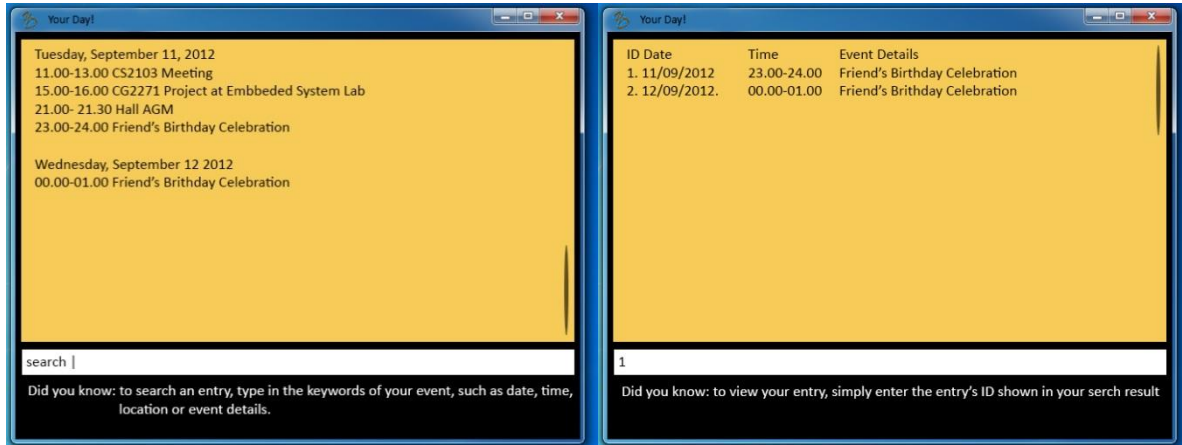 Your Day!
Tuesday, September 11, 2012
11.00-13.00 CS2103 Meeting
15.00-16.00 CG2271 Project at Embbeded System Lab
21.00- 21.30 Hall AGM
23.00-24.00 Friend's Birthday Celebration
Wednesday, September 12 2012
00.00-01.00 Friend's Brithday Celebration
search |
Did you know: to search an entry, type in the keywords of your event, such as date, time,
location or event details.
Your Day!
ID Date Time Event Details
1. 11/09/2012 23.00-24.00 Friend's Birthday Celebration
2. 12/09/2012. 00.00-01.00 Friend's Brithday Celebration
1
Did you know: to view your entry, simply enter the entry's ID shown in your serch result